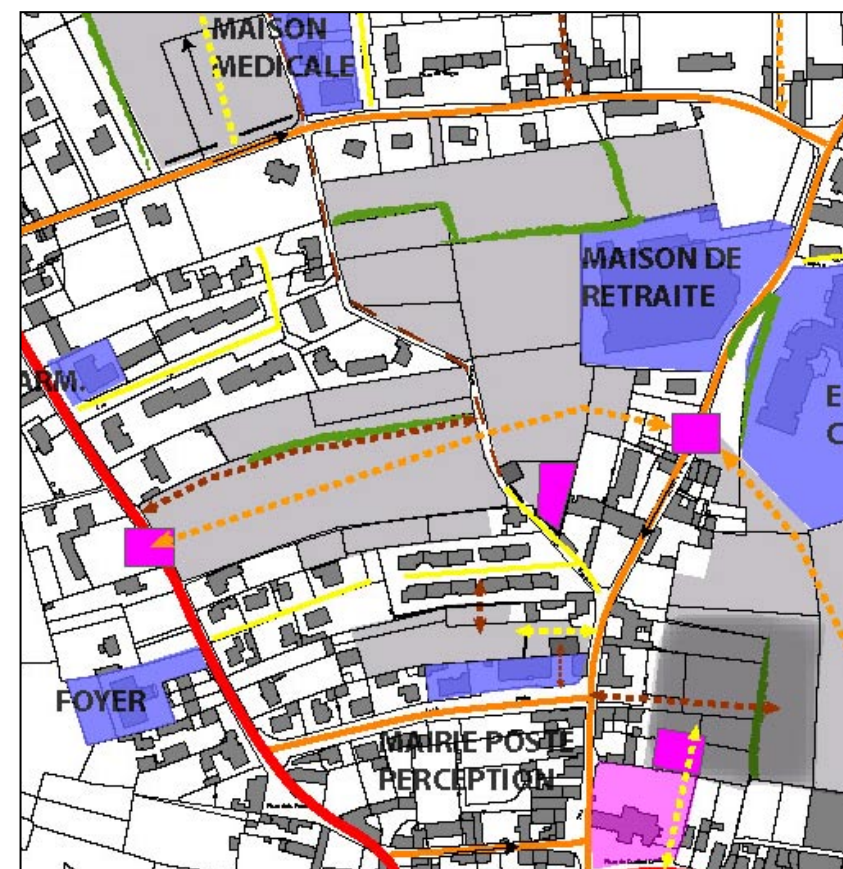 MAISON
MEDICALE
MAISON DE
RETRAITE
ARM.
E
C
FOYER
MAIRIE POSTE
PERCEPTION